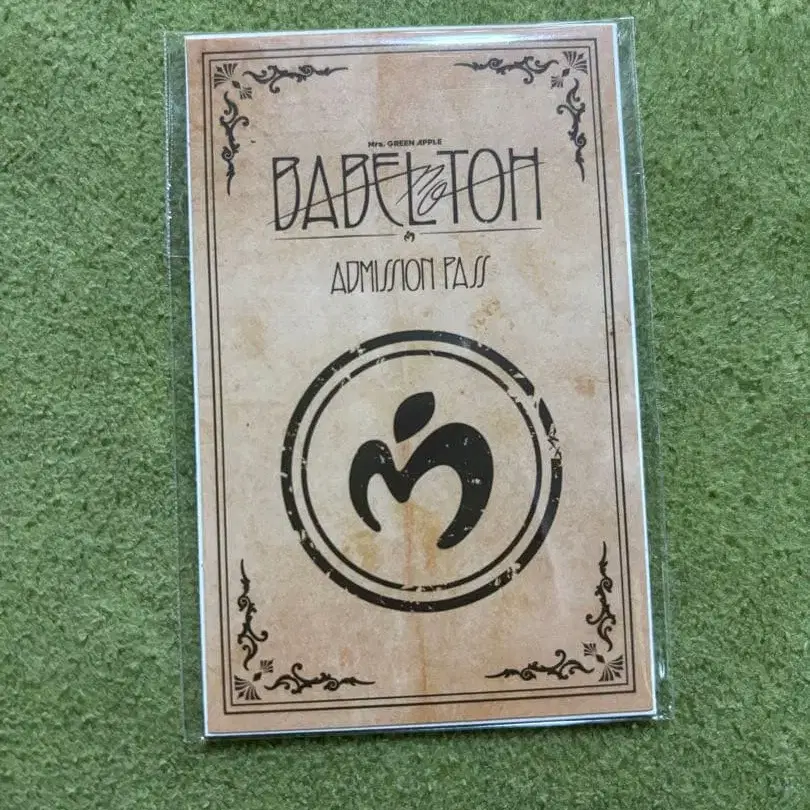 Mrs. GREEN APPLE
BABEL no TOH
ADMISSION PASS